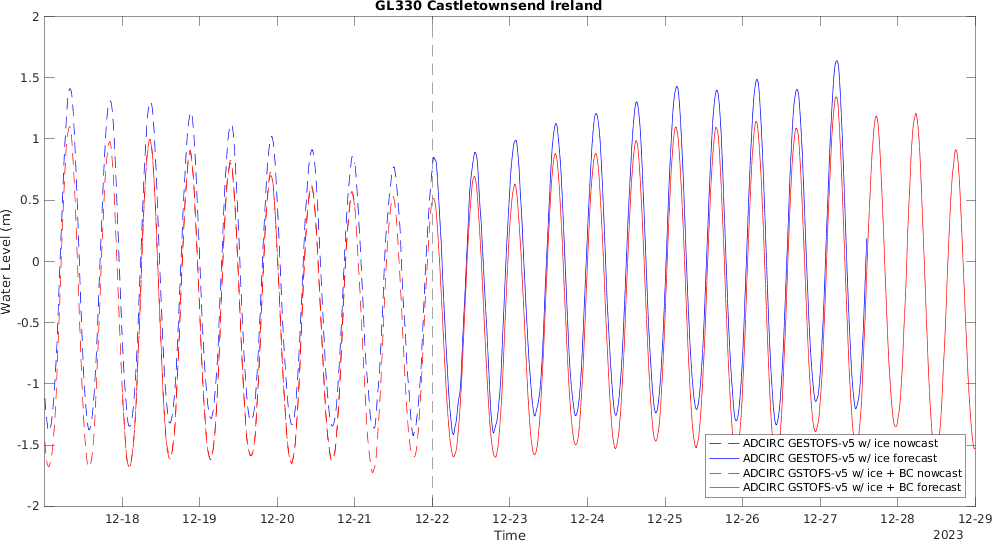 GL330 Castletownsend Ireland
2
1.5
1
0.5
0
-0.5
-1
-1.5
-2
Water Level (m)
ADCIRC GESTOFS-v5 w/ ice nowcast
ADCIRC GESTOFS-v5 w/ ice forecast
ADCIRC GSTOFS-v5 w/ ice + BC nowcast
ADCIRC GSTOFS-v5 w/ ice + BC forecast
12-18 12-19 12-20 12-21 12-22 12-23 12-24 12-25 12-26 12-27 12-28 12-29
Time
2023